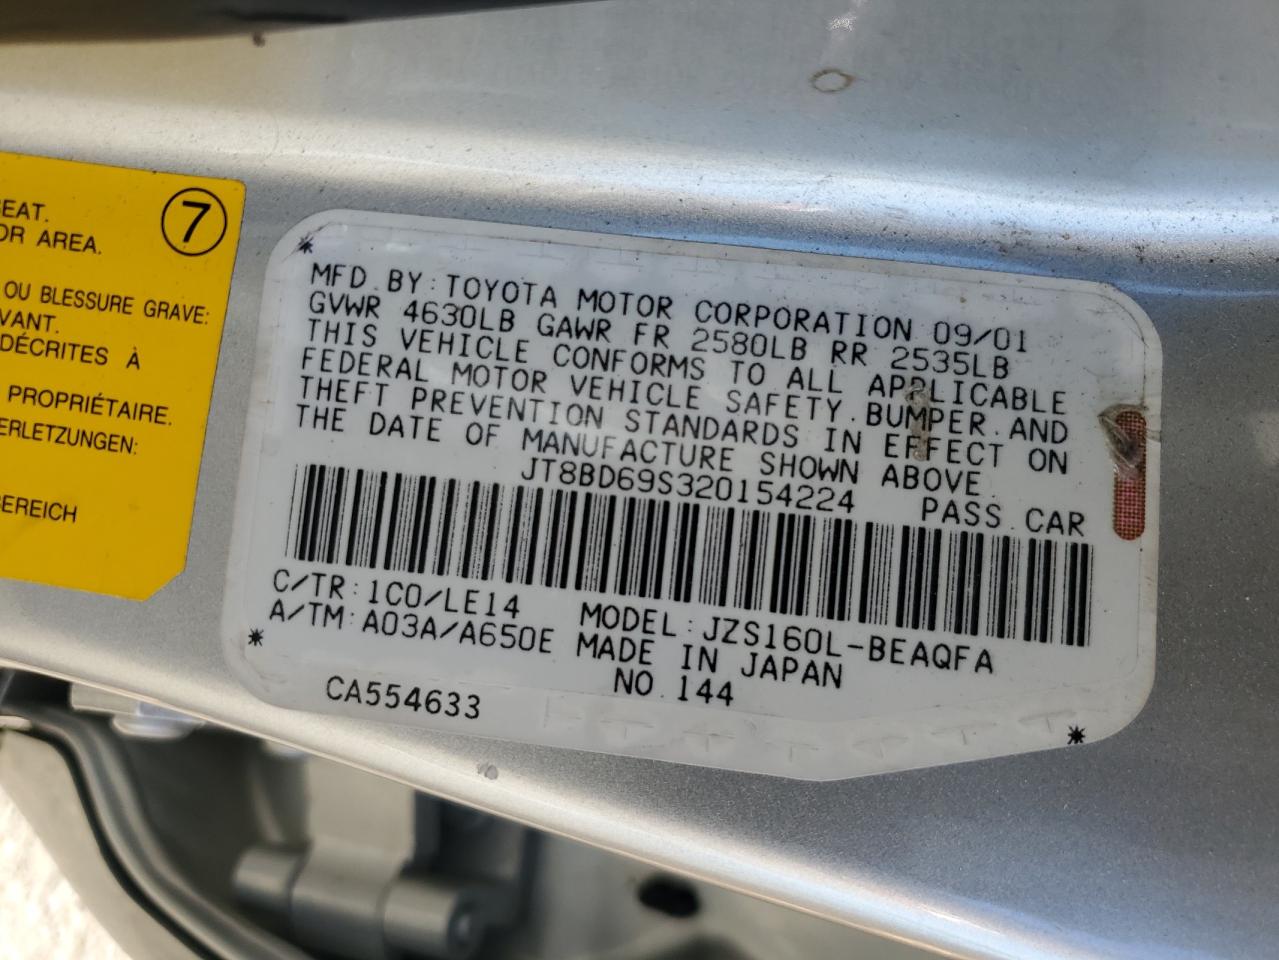 EAT.
OR AREA.
7
OU BLESSURE GRAVE:
VANT.
DÉCRITES À
PROPRIÉTAIRE.
ERLETZUNGEN:
BEREICH
MFD. BY: TOYOTA MOTOR CORPORATION 09/01
GVWR 4630LB GAWR FR 2580LB RR 2535LB
THIS VEHICLE CONFORMS TO ALL APPLICABLE
FEDERAL MOTOR VEHICLE SAFETY, BUMPER, AND
THEFT PREVENTION STANDARDS IN EFFECT ON
THE DATE OF MANUFACTURE SHOWN ABOVE.
JT8BD69S320154224 PASS. CAR
C/TR: 1C0/LE14 MODEL: JZS160L-BEAQFA
A/TM: A03A/A650E MADE IN JAPAN
NO. 144
CA554633